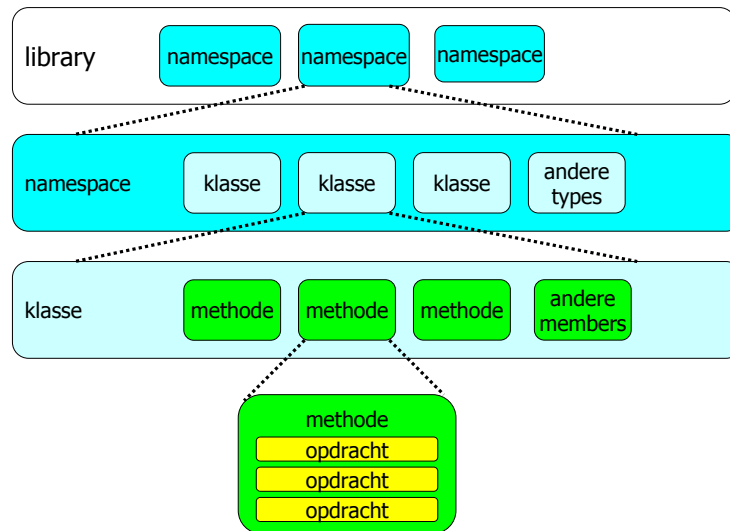 library
namespace
namespace
namespace
namespace
klasse
klasse
klasse
andere
types
klasse
methode
methode
methode
andere
members
methode
opdracht
opdracht
opdracht